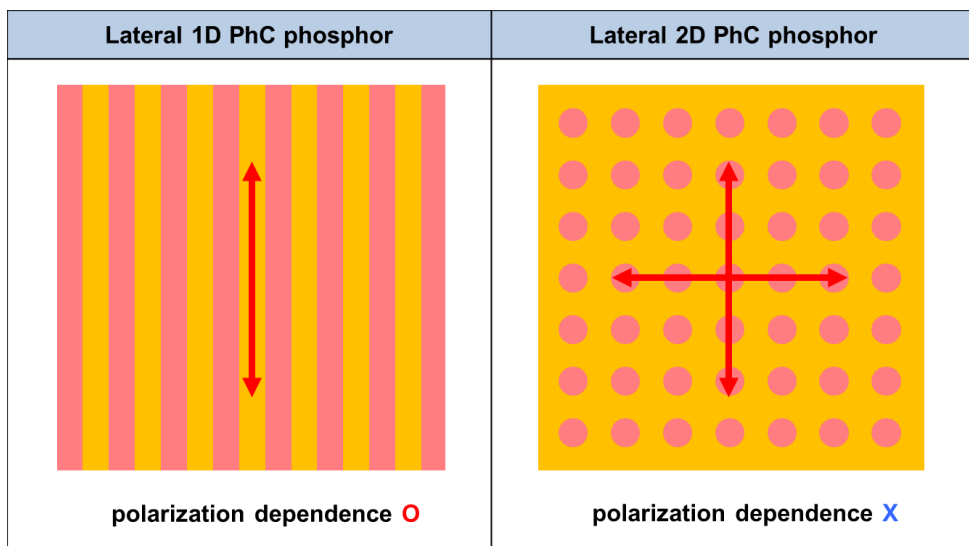 Lateral 1D PhC phosphor
Lateral 2D PhC phosphor
polarization dependence O
polarization dependence X